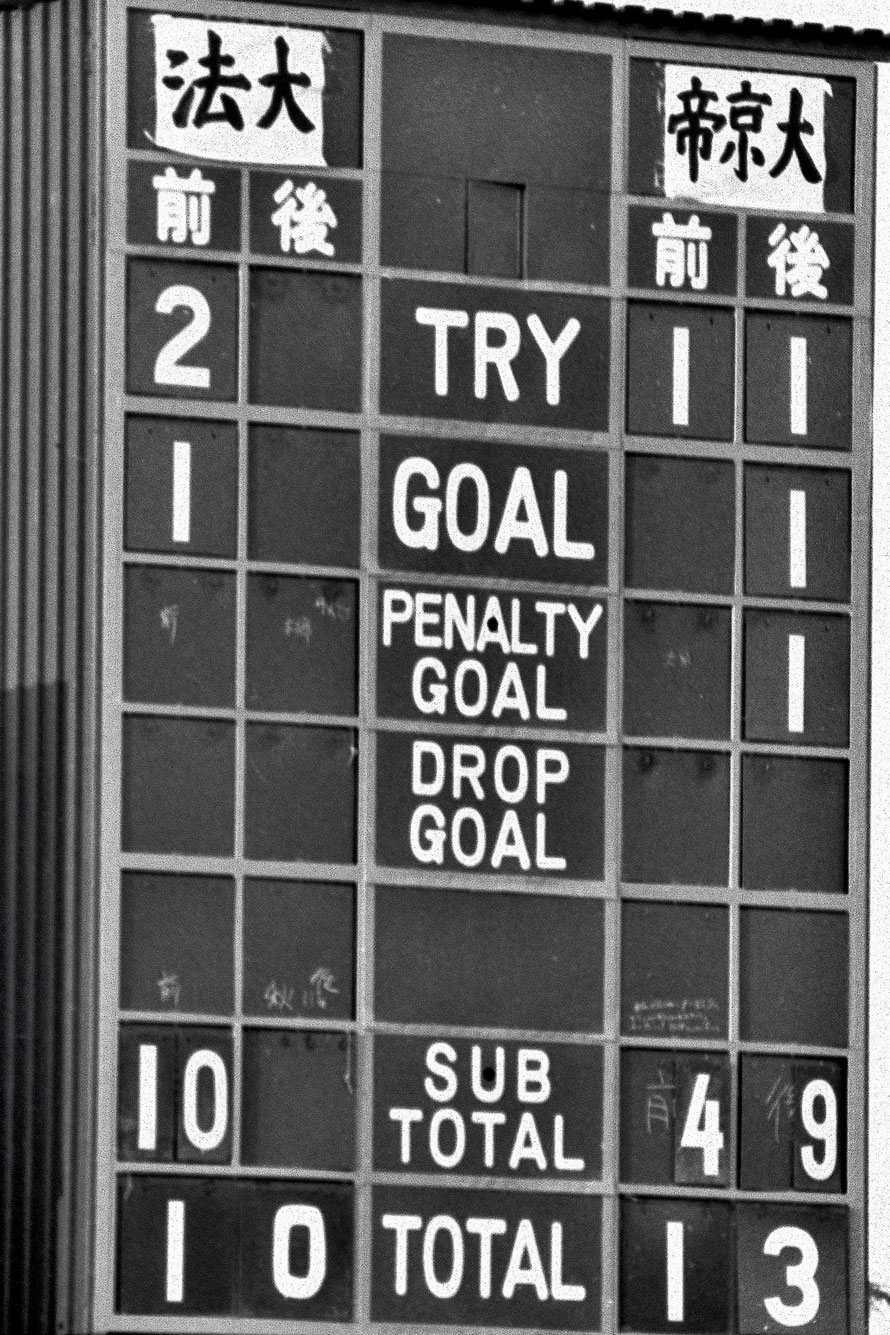 法大 帝京大
前 後 前 後
2 TRY 1 1
1 GOAL 1
PENALTY
GOAL 1
DROP
GOAL
前
10 SUB 4 9
TOTAL
10 TOTAL 13